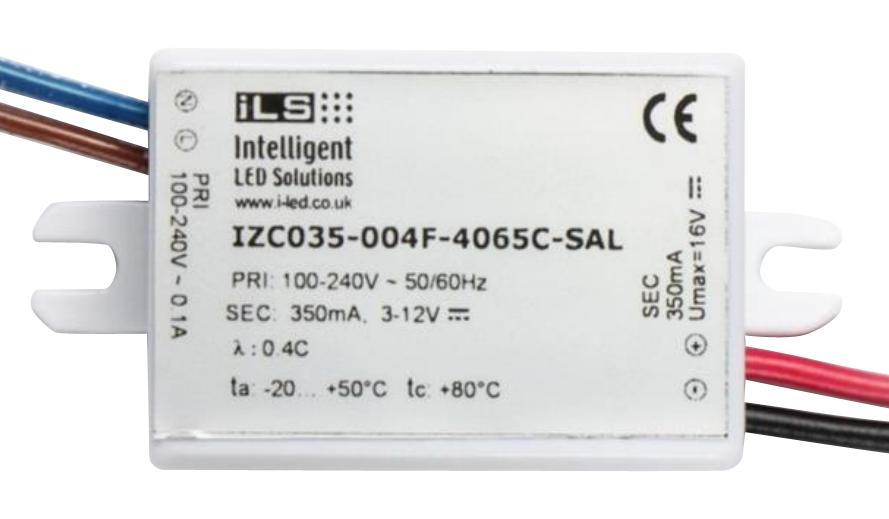 iLS
Intelligent
LED Solutions
www.i-led.co.uk
IZC035-004F-4065C-SAL
PRI: 100-240V ~ 50/60Hz
SEC: 350mA, 3-12V ⎓
λ : 0.4C
ta: -20... +50°C tc: +80°C
N
L
PRI
100-240V ~ 0.1A
CE
SEC
350mA
Umax=16V ⎓
+
-